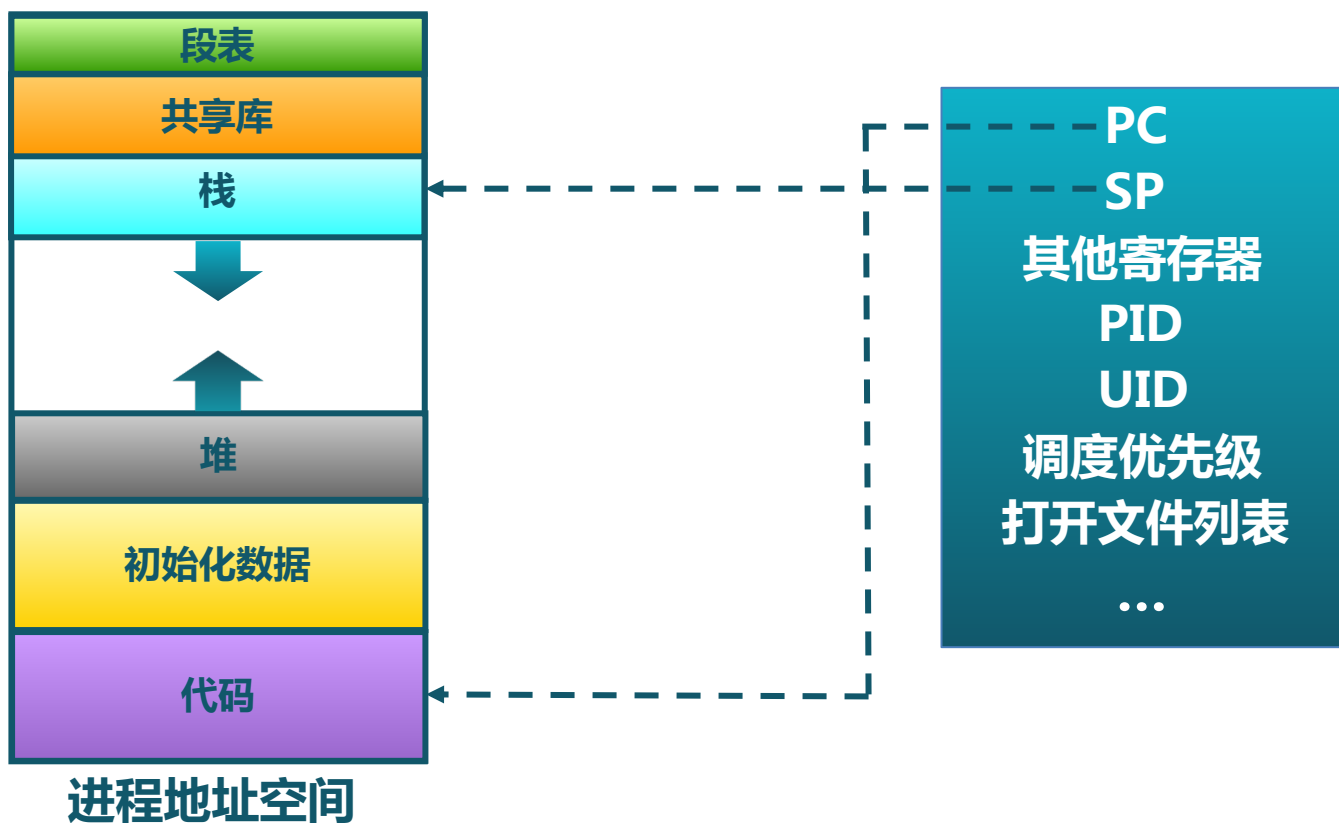 段表
共享库
栈
堆
初始化数据
代码
进程地址空间
PC
SP
其他寄存器
PID
UID
调度优先级
打开文件列表
...